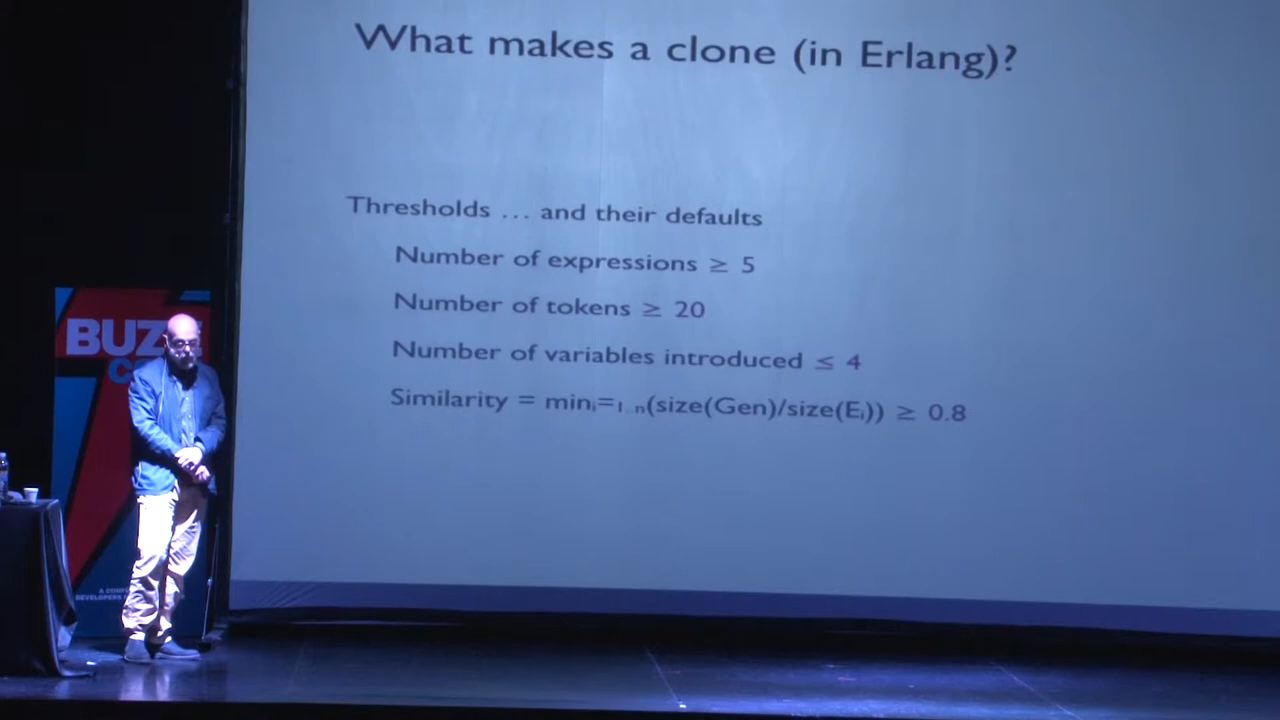 What makes a clone (in Erlang)?
Thresholds … and their defaults
Number of expressions ≥ 5
Number of tokens ≥ 20
Number of variables introduced ≤ 4
Similarity = minᵢ=₁..ₙ(size(Gen)/size(Eᵢ)) ≥ 0.8
BUZZ
A
DEVELOPERS